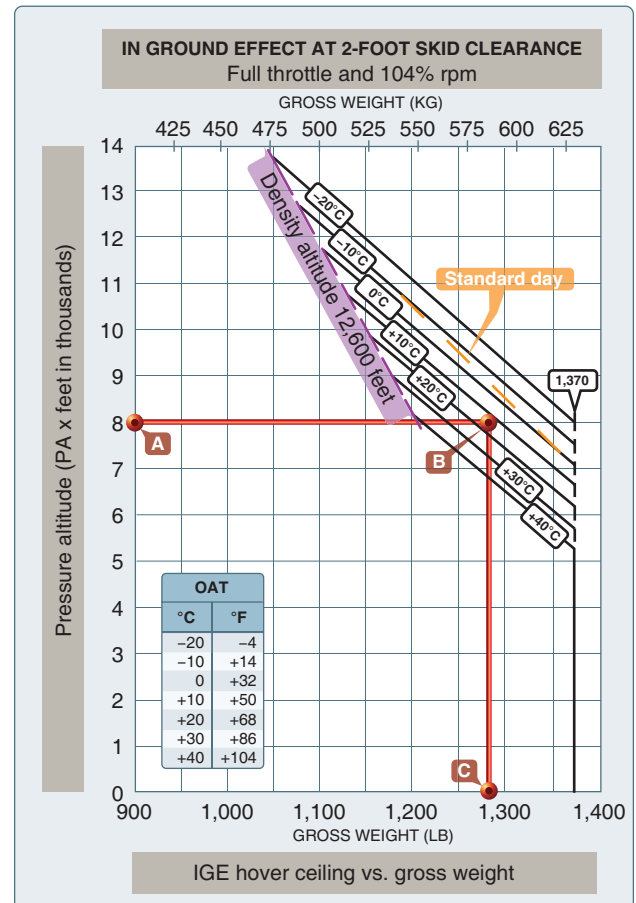 IN GROUND EFFECT AT 2-FOOT SKID CLEARANCE
Full throttle and 104% rpm
GROSS WEIGHT (KG)
425 450 475 500 525 550 575 600 625
Pressure altitude (PA x feet in thousands)
14
13
12
11
10
9
8
7
6
5
4
3
2
1
0
Density altitude 12,600 feet
–20°C
–10°C
0°C
+10°C
+20°C
+30°C
+40°C
Standard day
1,370
A
B
C
OAT
°C °F
–20 –4
–10 +14
0 +32
+10 +50
+20 +68
+30 +86
+40 +104
900 1,000 1,100 1,200 1,300 1,400
GROSS WEIGHT (LB)
IGE hover ceiling vs. gross weight